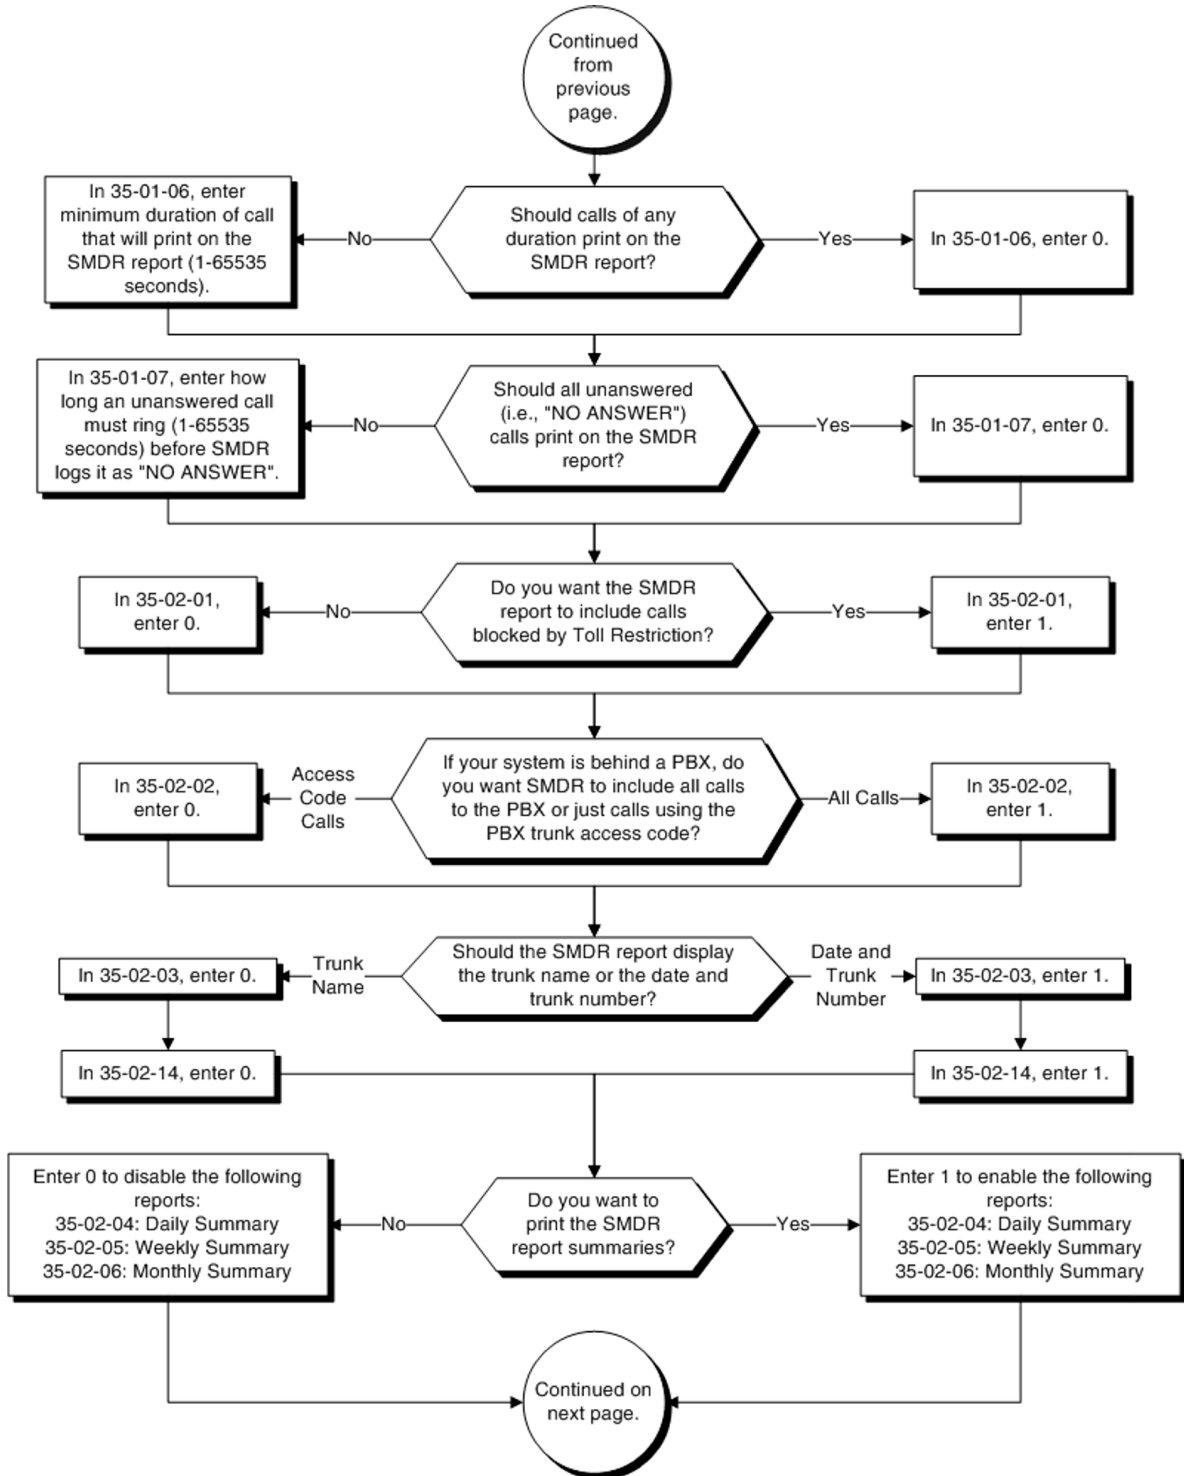 Continued
from
previous
page.
In 35-01-06, enter
minimum duration of call
that will print on the
SMDR report (1-65535
seconds).
No
Should calls of any
duration print on the
SMDR report?
Yes
In 35-01-06, enter 0.
In 35-01-07, enter how
long an unanswered call
must ring (1-65535
seconds) before SMDR
logs it as "NO ANSWER".
No
Should all unanswered
(i.e., "NO ANSWER")
calls print on the SMDR
report?
Yes
In 35-01-07, enter 0.
In 35-02-01,
enter 0.
No
Do you want the SMDR
report to include calls
blocked by Toll Restriction?
Yes
In 35-02-01,
enter 1.
In 35-02-02,
enter 0.
Access
Code
Calls
If your system is behind a PBX, do
you want SMDR to include all calls
to the PBX or just calls using the
PBX trunk access code?
All Calls
In 35-02-02,
enter 1.
In 35-02-03, enter 0.
Trunk
Name
Should the SMDR report display
the trunk name or the date and
trunk number?
Date and
Trunk
Number
In 35-02-03, enter 1.
In 35-02-14, enter 0.
In 35-02-14, enter 1.
Enter 0 to disable the following
reports:
35-02-04: Daily Summary
35-02-05: Weekly Summary
35-02-06: Monthly Summary
No
Do you want to
print the SMDR
report summaries?
Yes
Enter 1 to enable the following
reports:
35-02-04: Daily Summary
35-02-05: Weekly Summary
35-02-06: Monthly Summary
Continued on
next page.